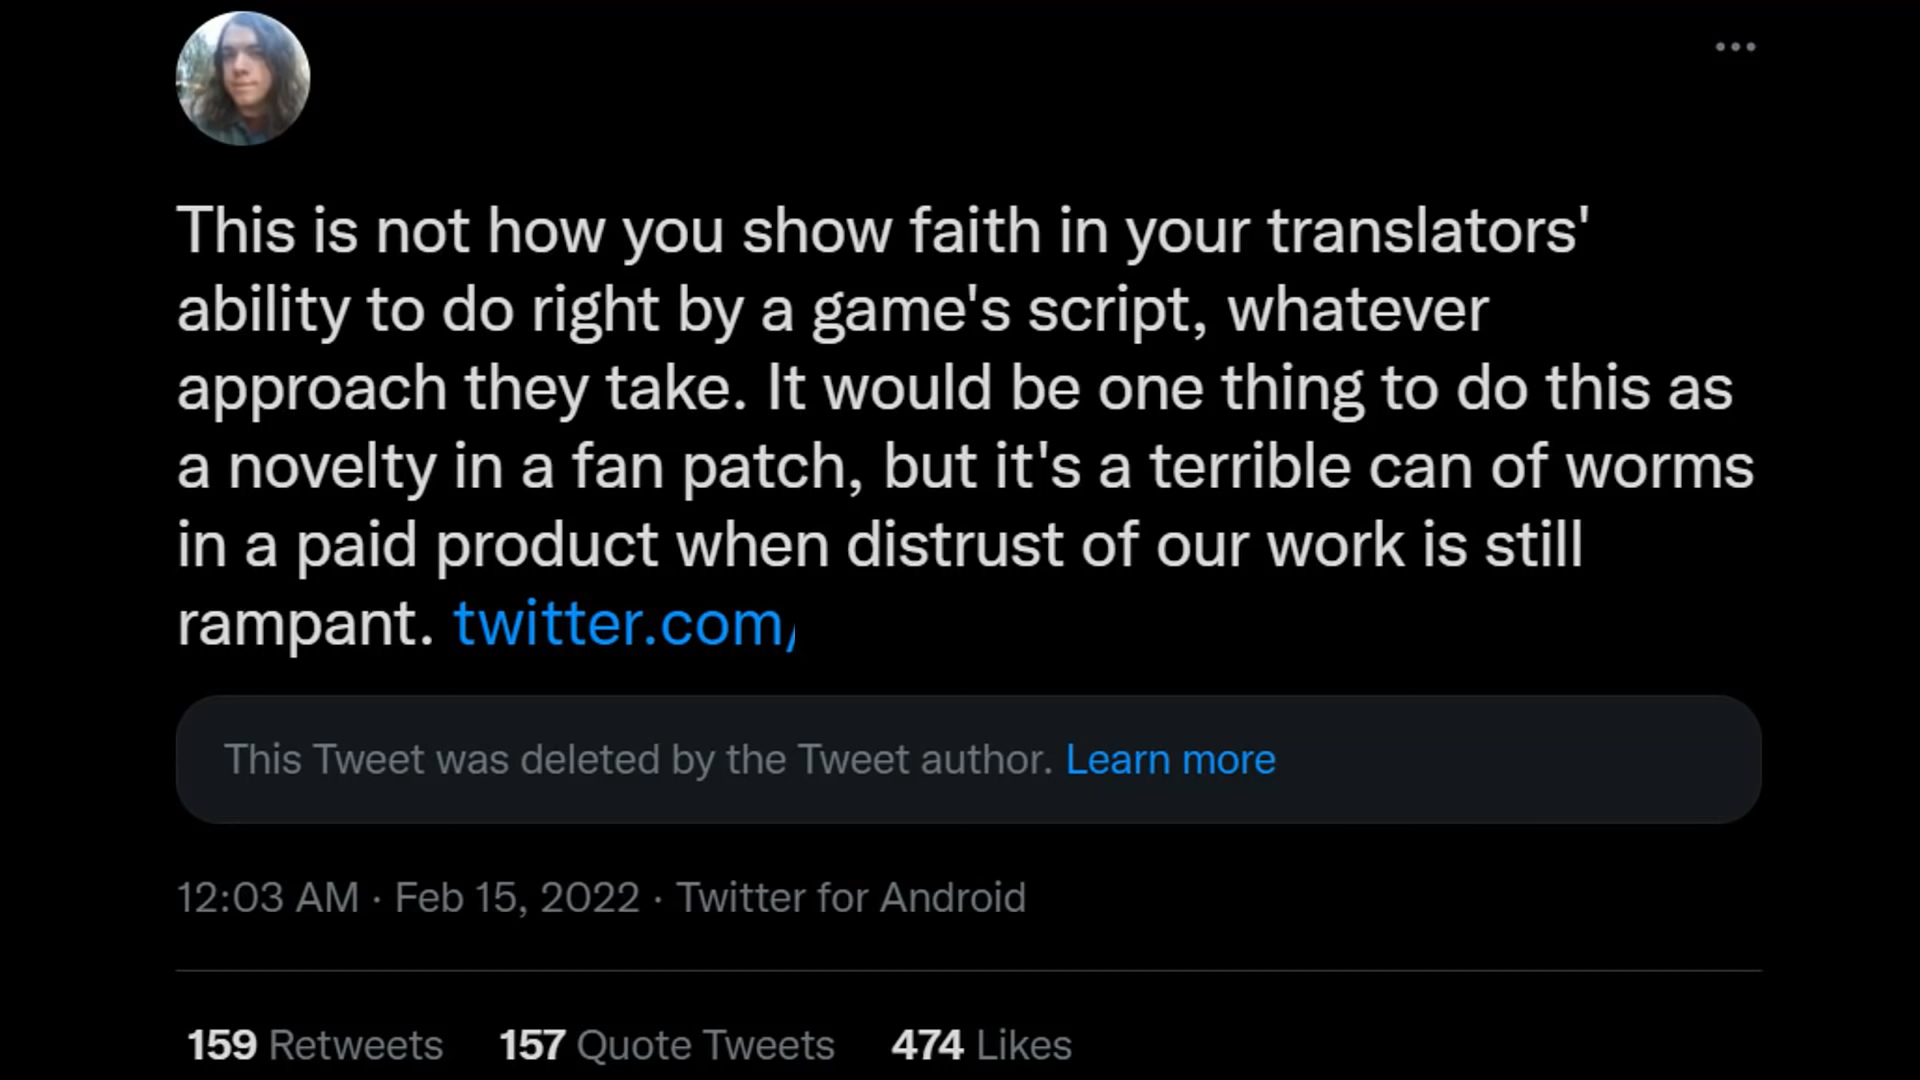 This is not how you show faith in your translators'
ability to do right by a game's script, whatever
approach they take. It would be one thing to do this as
a novelty in a fan patch, but it's a terrible can of worms
in a paid product when distrust of our work is still
rampant. twitter.com/
This Tweet was deleted by the Tweet author. Learn more
12:03 AM · Feb 15, 2022 · Twitter for Android
159 Retweets 157 Quote Tweets 474 Likes